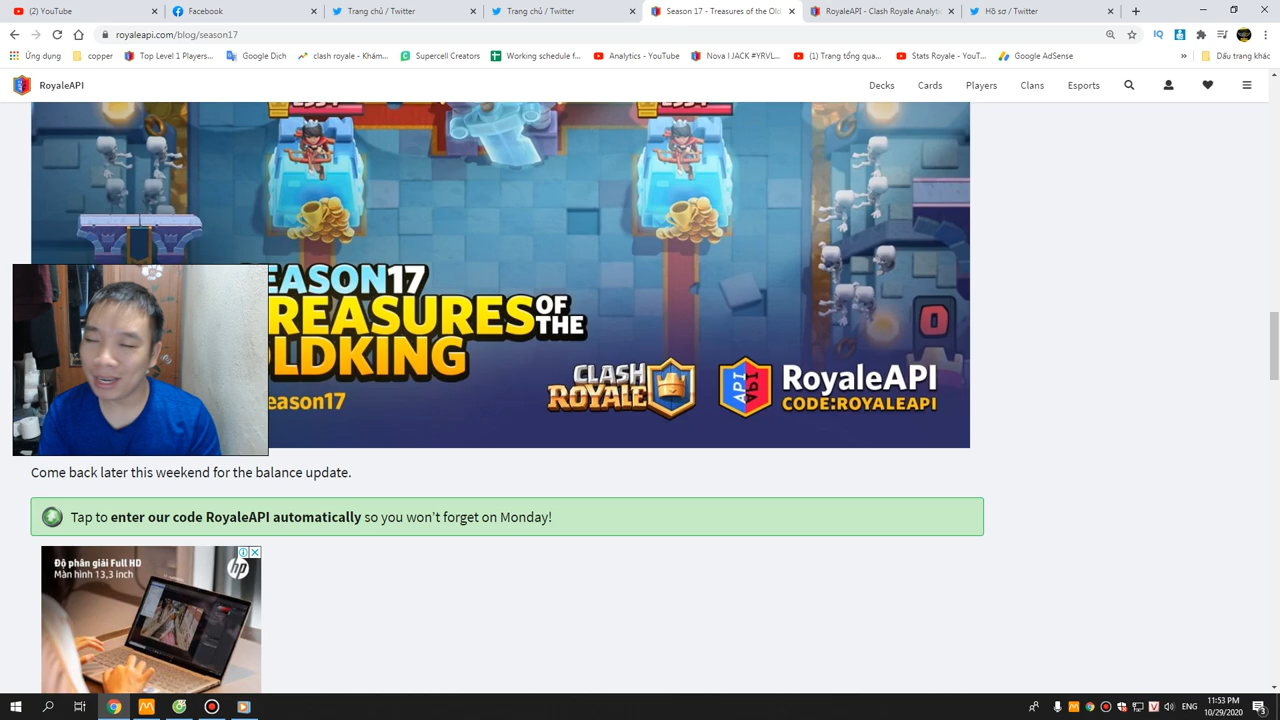 (2) YouTube
Facebook
Trang chủ / Twitter
Trang chủ / Twitter
Season 17 - Treasures of the Old
RoyaleAPI - Clash Royale Analyti
Hồ sơ / Twitter
royaleapi.com/blog/season17
Ứng dụng
copper
Top Level 1 Players...
Google Dịch
clash royale - Khám...
Supercell Creators
Working schedule f...
Analytics - YouTube
Nova I JACK #YRVL...
(1) Trang tổng qua...
Stats Royale - YouT...
Google AdSense
»
Dấu trang khác
RoyaleAPI
Decks
Cards
Players
Clans
Esports
EASON17
REASURES OF THE
LDKING
eason17
CLASH
ROYALE
API
RoyaleAPI
CODE:ROYALEAPI
0
Come back later this weekend for the balance update.
Tap to enter our code RoyaleAPI automatically so you won't forget on Monday!
Độ phân giải Full HD
Màn hình 13,3 inch
hp
ENG
11:53 PM
10/29/2020
3